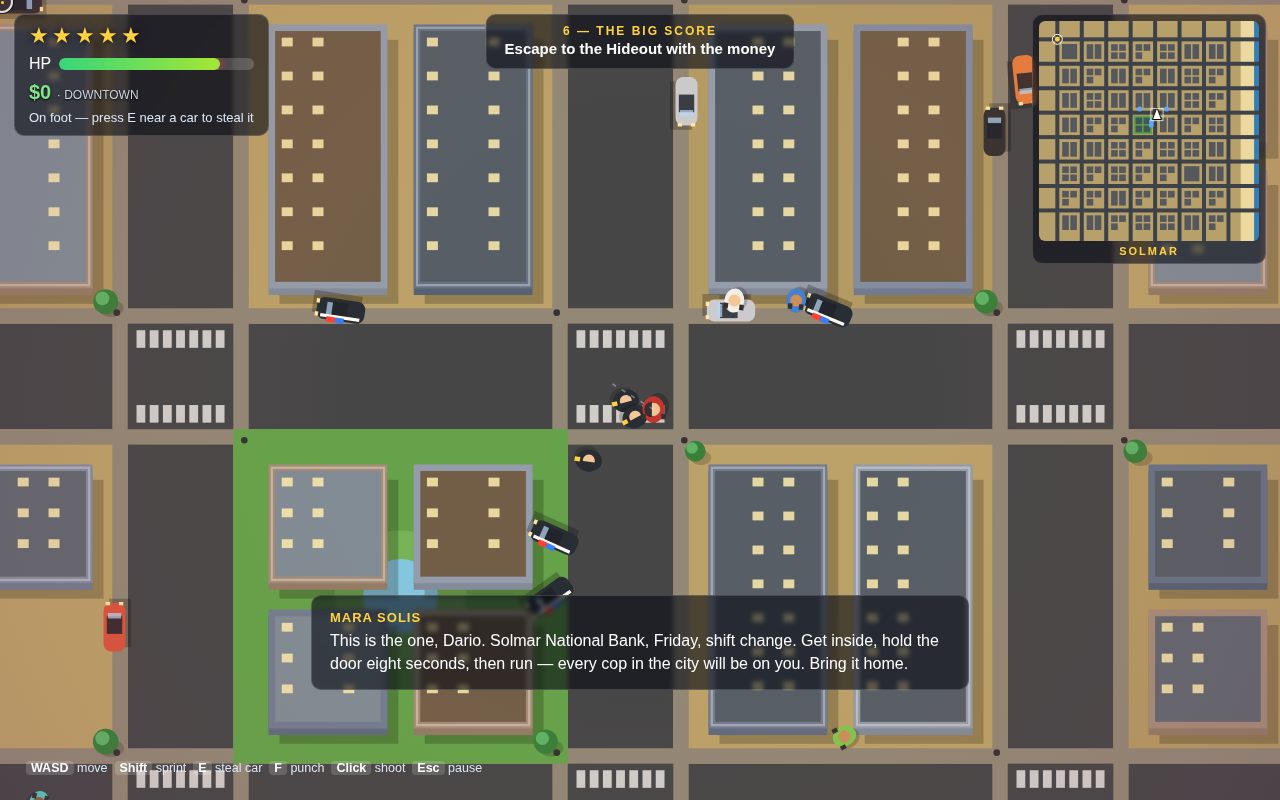 ★★★★★
HP
$0 · DOWNTOWN
On foot — press E near a car to steal it
6 — THE BIG SCORE
Escape to the Hideout with the money
SOLMAR
MARA SOLIS
This is the one, Dario. Solmar National Bank, Friday, shift change. Get inside, hold the
door eight seconds, then run — every cop in the city will be on you. Bring it home.
WASD move Shift sprint E steal car F punch Click shoot Esc pause